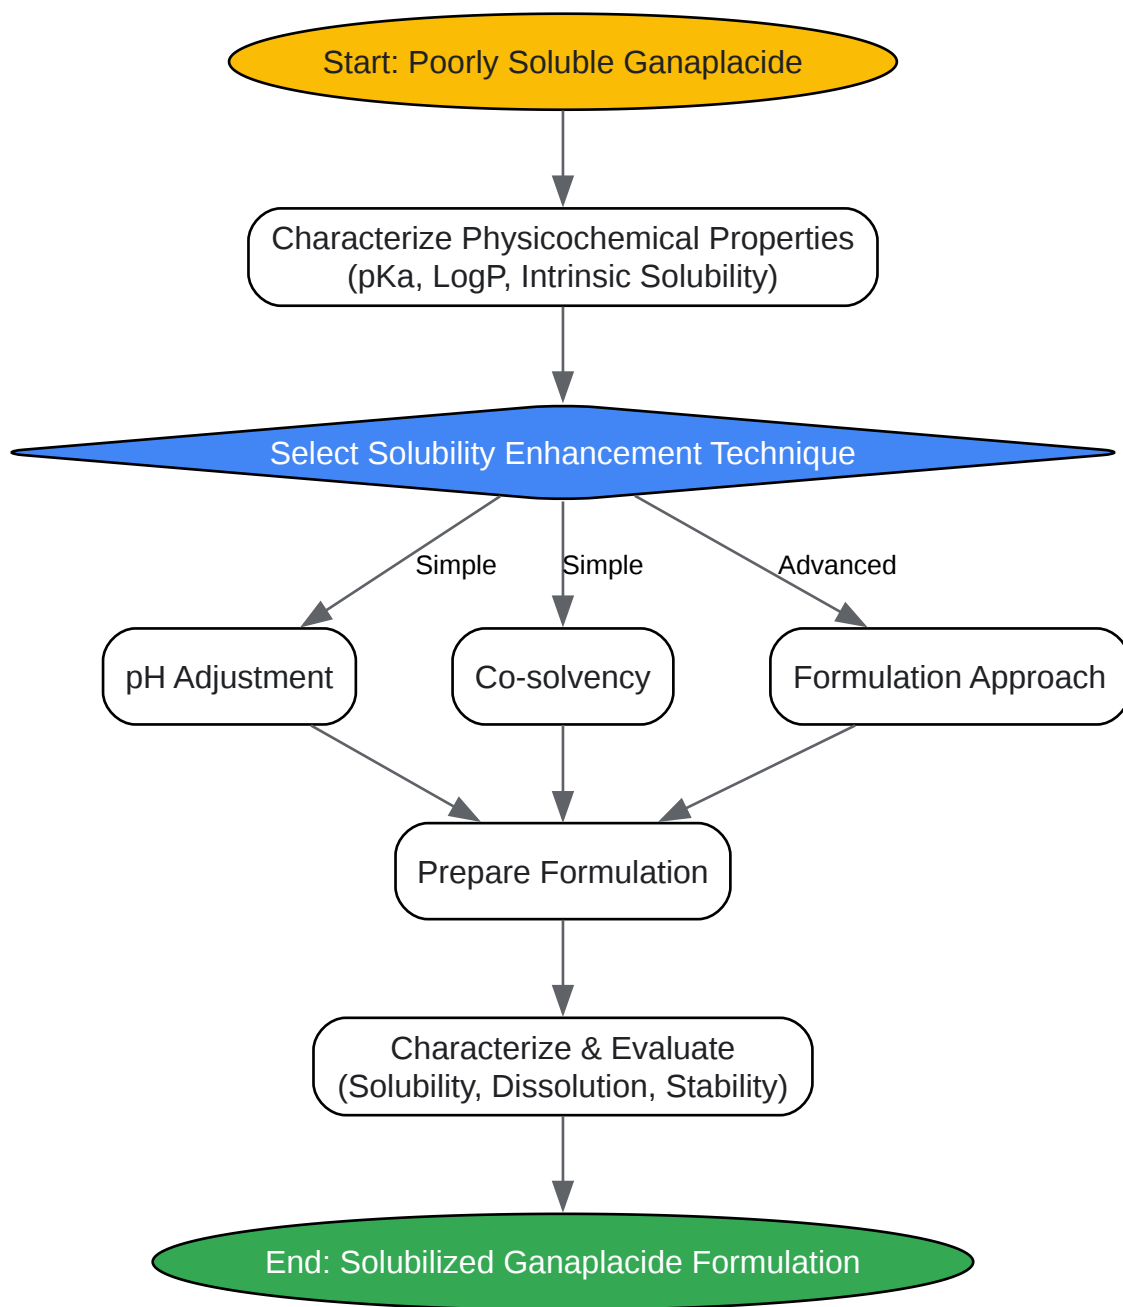 Start: Poorly Soluble Ganaplacide
Characterize Physicochemical Properties
(pKa, LogP, Intrinsic Solubility)
Select Solubility Enhancement Technique
Simple
Simple
Advanced
pH Adjustment
Co-solvency
Formulation Approach
Prepare Formulation
Characterize & Evaluate
(Solubility, Dissolution, Stability)
End: Solubilized Ganaplacide Formulation